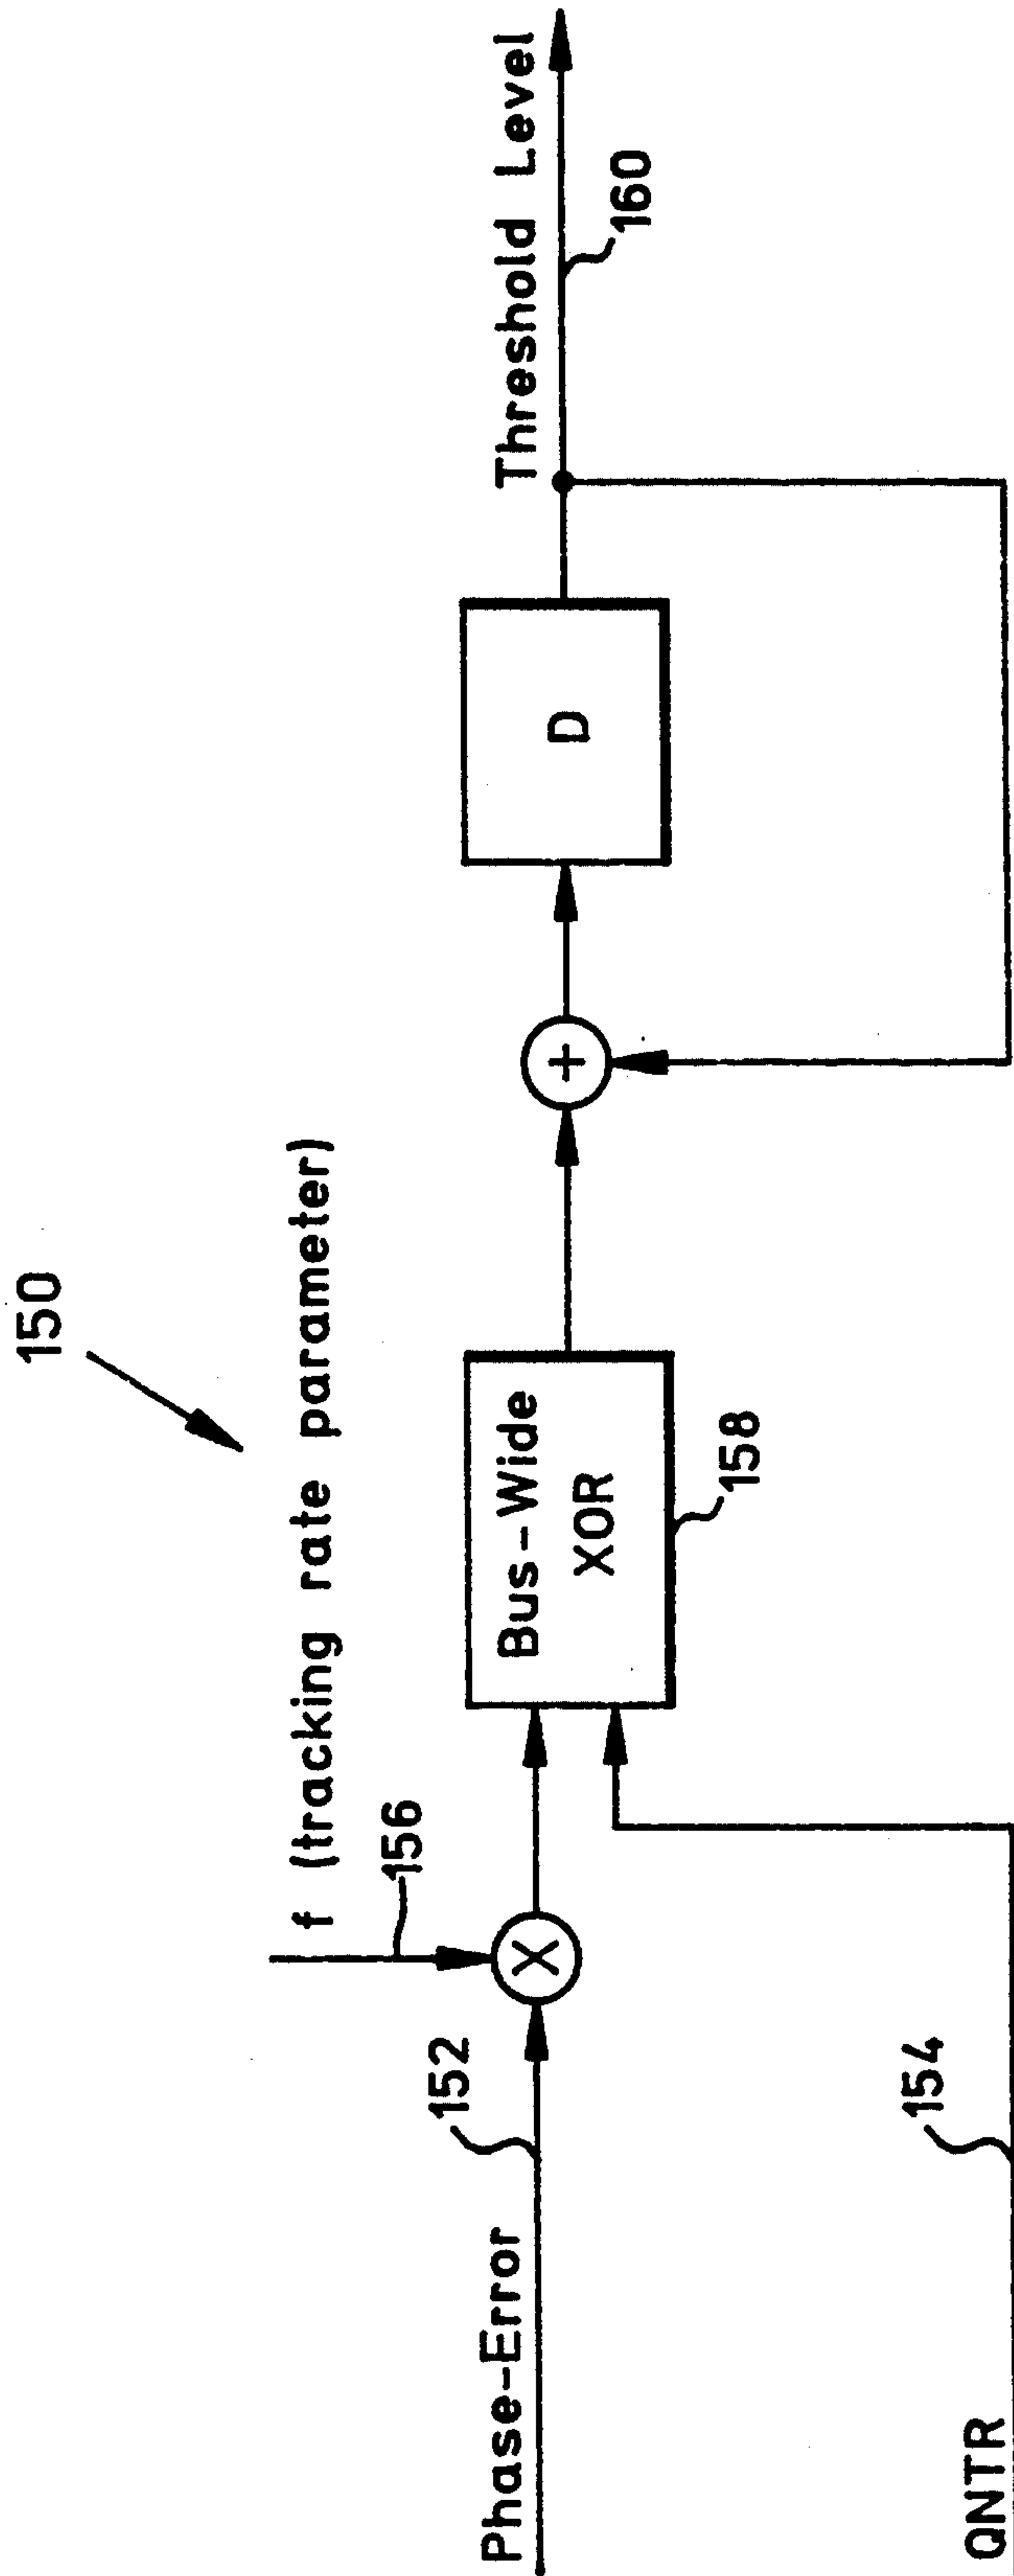 150
f (tracking rate parameter)
156
Phase-Error
152
X
Bus-Wide
XOR
158
+
D
Threshold Level
160
QNTR
154